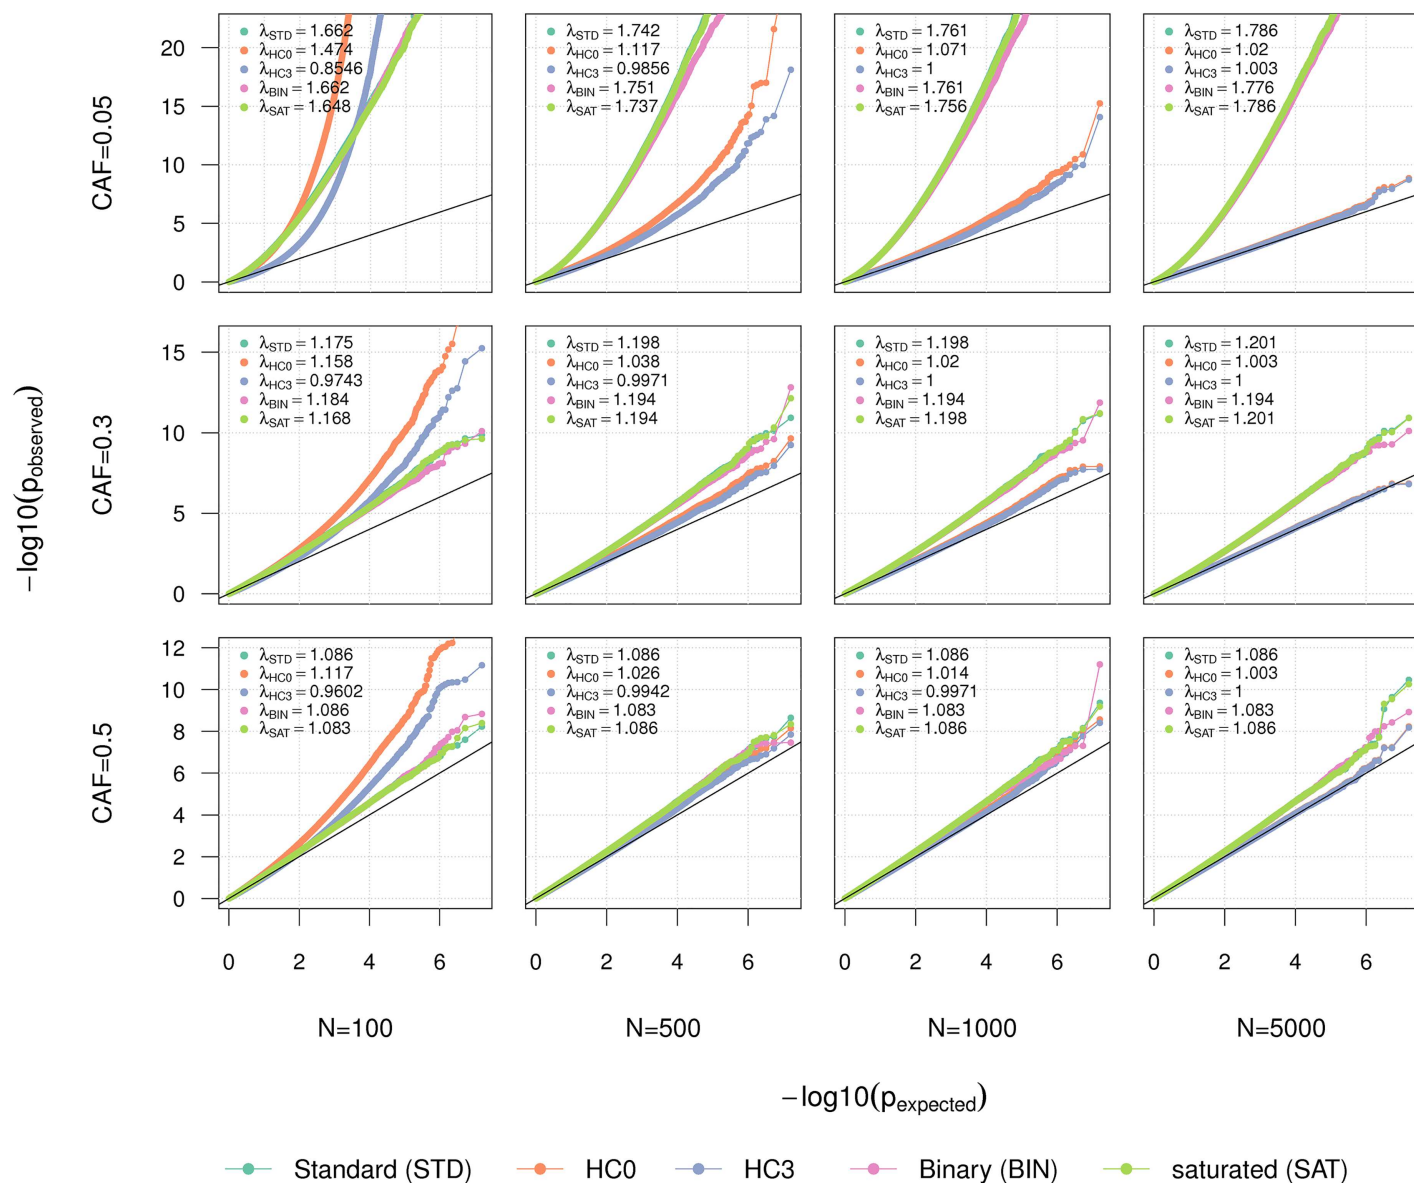 20
15
10
5
0
CAF=0.05
λSTD = 1.662
λHC0 = 1.474
λHC3 = 0.8546
λBIN = 1.662
λSAT = 1.648
λSTD = 1.742
λHC0 = 1.117
λHC3 = 0.9856
λBIN = 1.751
λSAT = 1.737
λSTD = 1.761
λHC0 = 1.071
λHC3 = 1
λBIN = 1.761
λSAT = 1.756
λSTD = 1.786
λHC0 = 1.02
λHC3 = 1.003
λBIN = 1.776
λSAT = 1.786
−log10(pobserved)
15
10
5
0
CAF=0.3
λSTD = 1.175
λHC0 = 1.158
λHC3 = 0.9743
λBIN = 1.184
λSAT = 1.168
λSTD = 1.198
λHC0 = 1.038
λHC3 = 0.9971
λBIN = 1.194
λSAT = 1.194
λSTD = 1.198
λHC0 = 1.02
λHC3 = 1
λBIN = 1.194
λSAT = 1.198
λSTD = 1.201
λHC0 = 1.003
λHC3 = 1
λBIN = 1.194
λSAT = 1.201
12
10
8
6
4
2
0
CAF=0.5
λSTD = 1.086
λHC0 = 1.117
λHC3 = 0.9602
λBIN = 1.086
λSAT = 1.083
λSTD = 1.086
λHC0 = 1.026
λHC3 = 0.9942
λBIN = 1.083
λSAT = 1.086
λSTD = 1.086
λHC0 = 1.014
λHC3 = 0.9971
λBIN = 1.083
λSAT = 1.086
λSTD = 1.086
λHC0 = 1.003
λHC3 = 1
λBIN = 1.083
λSAT = 1.086
0 2 4 6 0 2 4 6 0 2 4 6 0 2 4 6
N=100 N=500 N=1000 N=5000
−log10(pexpected)
Standard (STD) HC0 HC3 Binary (BIN) saturated (SAT)